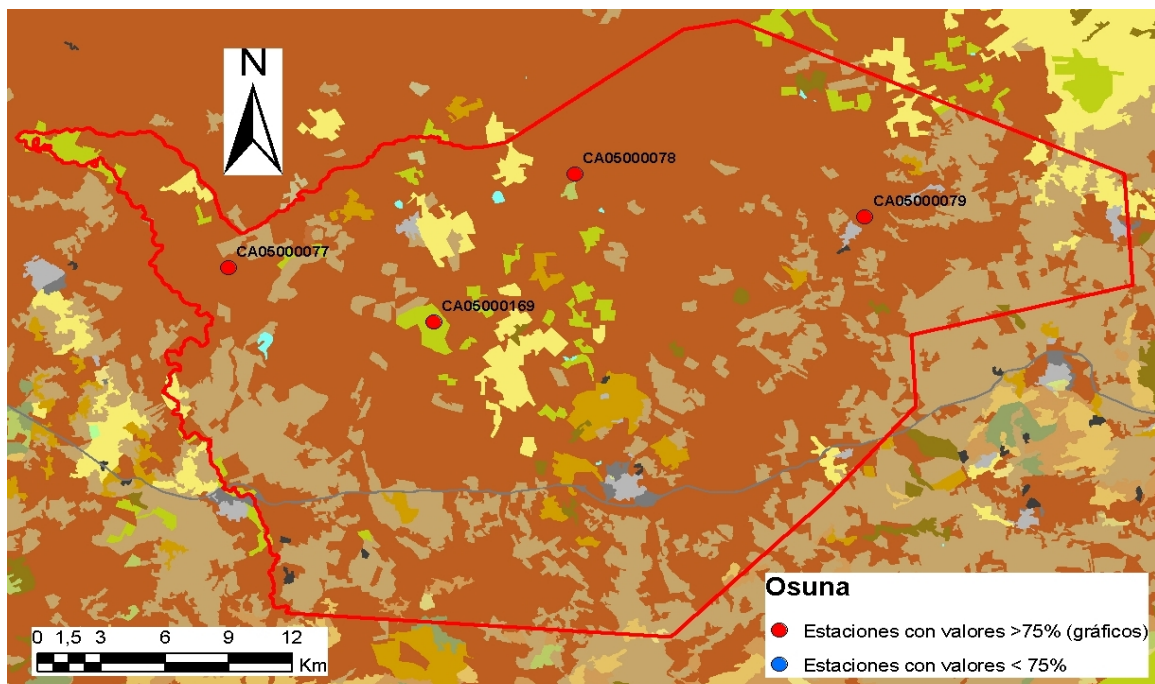 N
CA05000078
CA05000079
CA05000077
CA05000169
Osuna
Estaciones con valores >75% (gráficos)
Estaciones con valores < 75%
0 1,5 3 6 9 12
Km